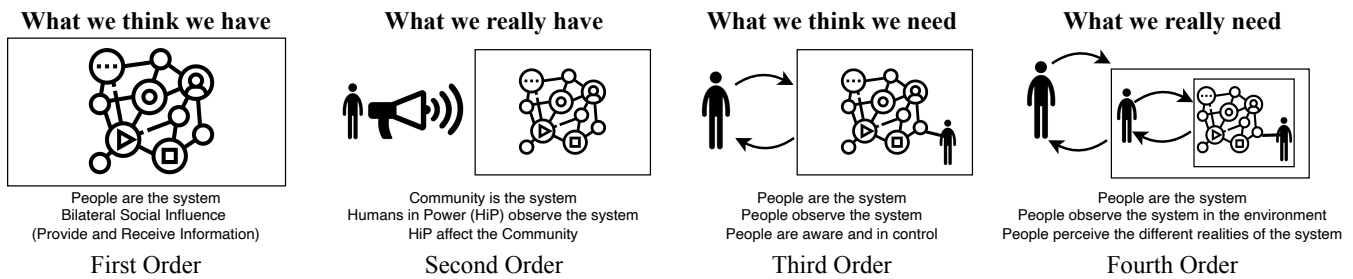 What we think we have
People are the system
Bilateral Social Influence
(Provide and Receive Information)
First Order
What we really have
Community is the system
Humans in Power (HiP) observe the system
HiP affect the Community
Second Order
What we think we need
People are the system
People observe the system
People are aware and in control
Third Order
What we really need
People are the system
People observe the system in the environment
People perceive the different realities of the system
Fourth Order